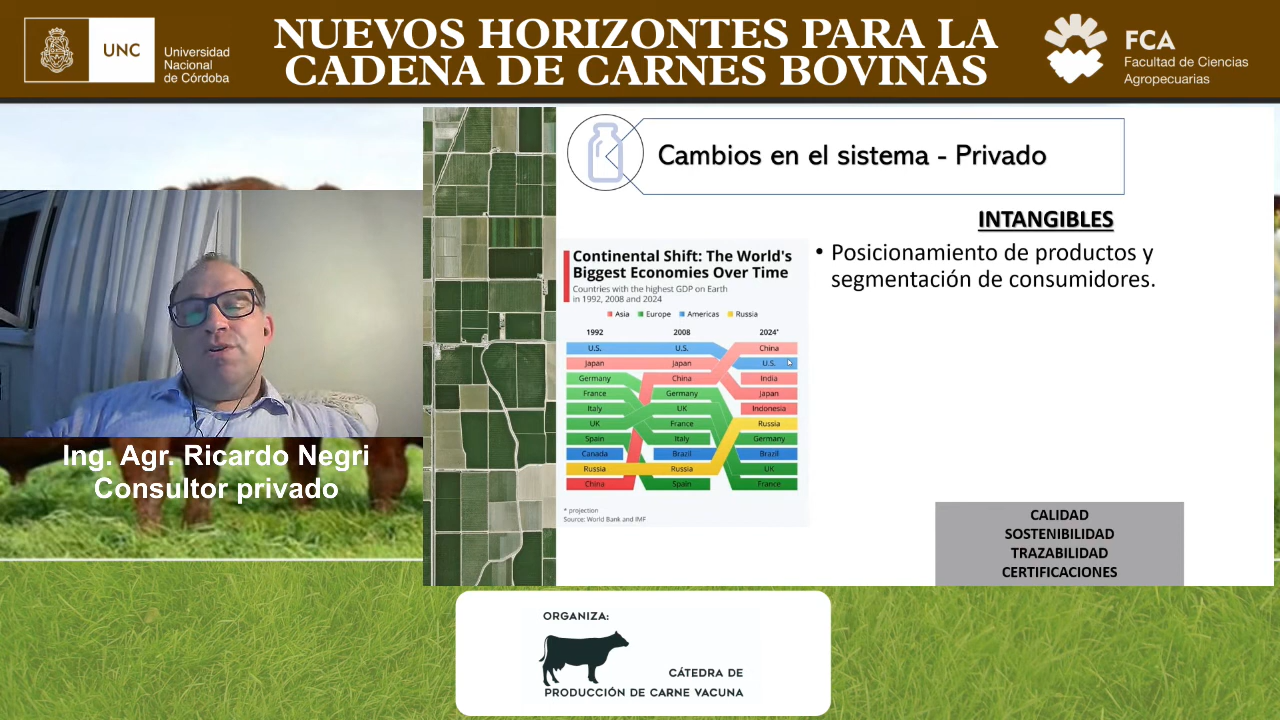 NUEVOS HORIZONTES PARA LA
CADENA DE CARNES BOVINAS
UNC
Universidad
Nacional
de Córdoba
FCA
Facultad de Ciencias
Agropecuarias
Cambios en el sistema - Privado
INTANGIBLES
• Posicionamiento de productos y
segmentación de consumidores.
Continental Shift: The World's
Biggest Economies Over Time
Countries with the highest GDP on Earth
in 1992, 2008 and 2024
Asia Europe Americas Russia
1992 2008 2024*
U.S. U.S. China
Japan Japan U.S.
Germany China India
France Germany Japan
Italy UK Indonesia
UK France Russia
Spain Italy Germany
Canada Brazil Brazil
Russia Russia UK
China Spain France
* projection
Source: World Bank and IMF
CALIDAD
SOSTENIBILIDAD
TRAZABILIDAD
CERTIFICACIONES
Ing. Agr. Ricardo Negri
Consultor privado
ORGANIZA:
CÁTEDRA DE
PRODUCCIÓN DE CARNE VACUNA